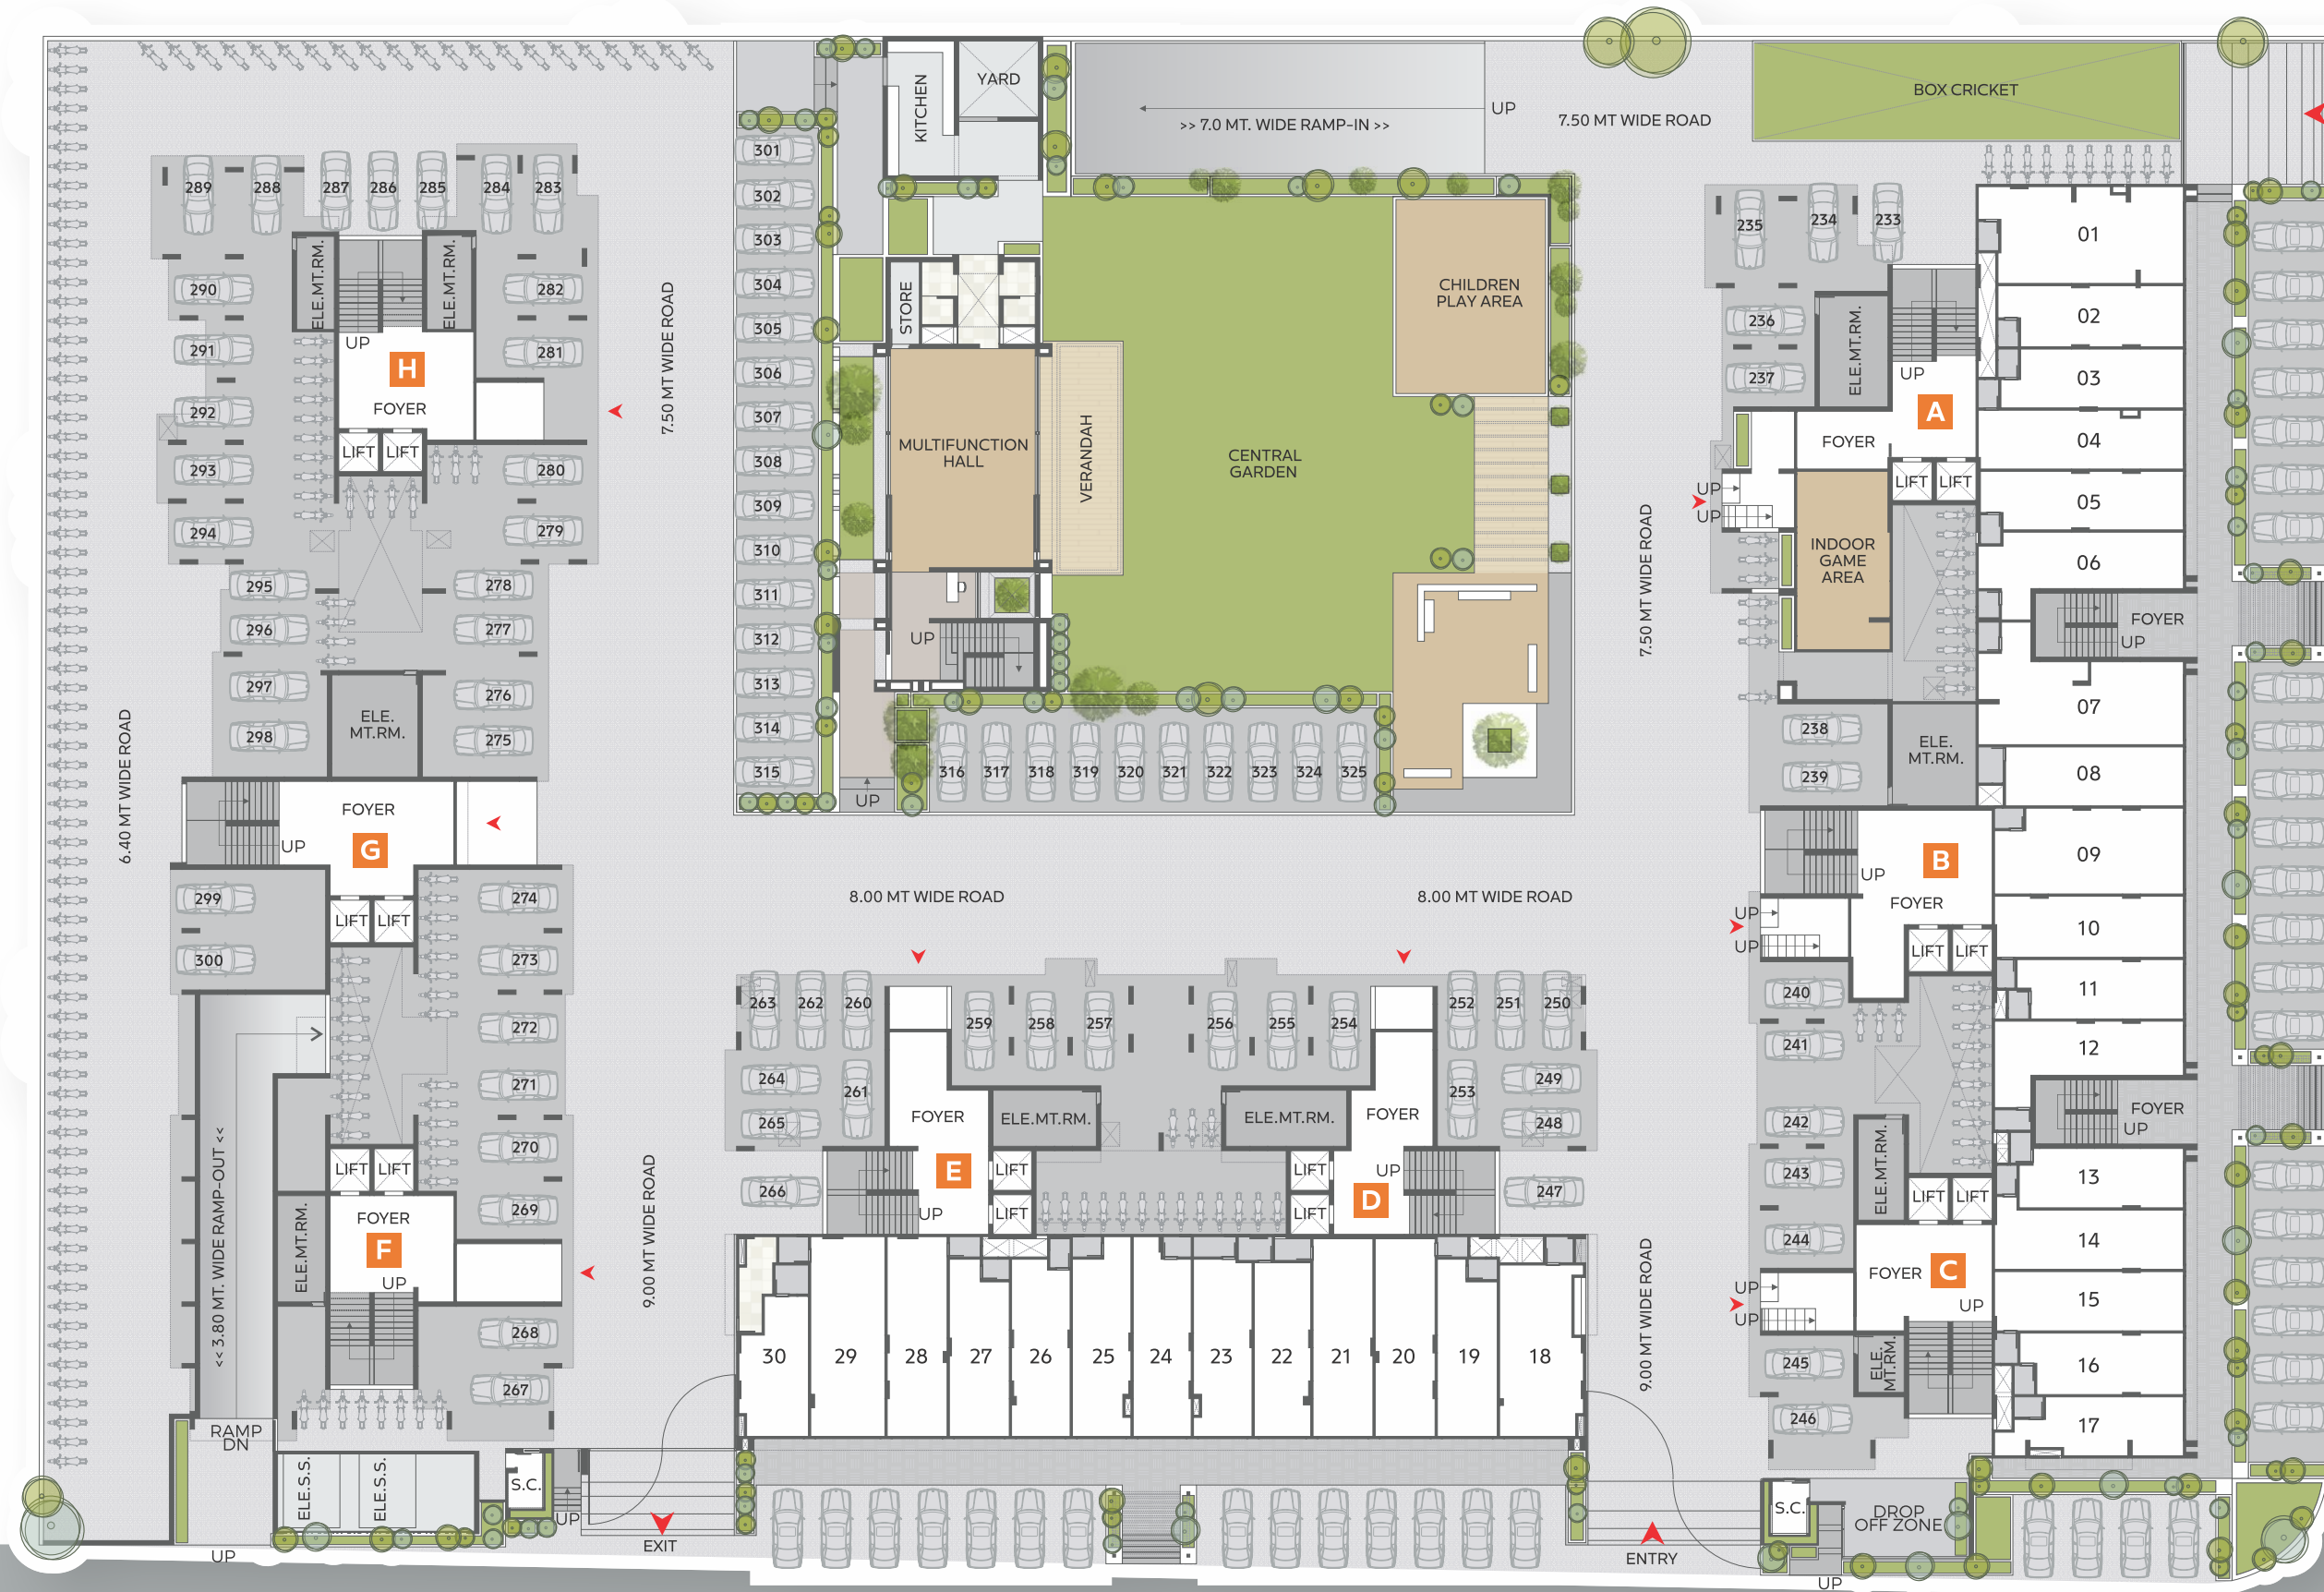 KITCHEN
YARD
UP
>> 7.0 MT. WIDE RAMP-IN >>
7.50 MT WIDE ROAD
BOX CRICKET
289
288
287
286
285
284
283
ELE.MT.RM.
ELE.MT.RM.
290
282
291
281
UP
H
FOYER
292
LIFT
LIFT
293
280
294
279
295
278
296
277
297
276
298
275
ELE.
MT.RM.
6.40 MT WIDE ROAD
7.50 MT WIDE ROAD
FOYER
G
UP
299
274
LIFT
LIFT
300
273
272
271
270
269
<< 3.80 MT. WIDE RAMP-OUT <<
LIFT
LIFT
ELE.MT.RM.
FOYER
F
UP
268
267
RAMP
DN
ELE.S.S.
ELE.S.S.
S.C.
UP
UP
EXIT
9.00 MT WIDE ROAD
301
302
303
304
305
306
307
308
309
310
311
312
313
314
315
STORE
MULTIFUNCTION
HALL
VERANDAH
CENTRAL
GARDEN
CHILDREN
PLAY AREA
UP
UP
316
317
318
319
320
321
322
323
324
325
8.00 MT WIDE ROAD
8.00 MT WIDE ROAD
263
262
260
259
258
257
256
255
254
252
251
250
264
261
253
249
265
248
266
247
FOYER
ELE.MT.RM.
ELE.MT.RM.
FOYER
E
LIFT
LIFT
UP
LIFT
LIFT
UP
D
30
29
28
27
26
25
24
23
22
21
20
19
18
9.00 MT WIDE ROAD
ENTRY
7.50 MT WIDE ROAD
235
234
233
236
237
ELE.MT.RM.
UP
A
FOYER
LIFT
LIFT
UP
UP
INDOOR
GAME
AREA
01
02
03
04
05
06
FOYER
UP
07
08
238
239
ELE.
MT.RM.
B
UP
FOYER
UP
UP
LIFT
LIFT
09
10
11
12
240
241
242
243
244
FOYER
UP
ELE.MT.RM.
LIFT
LIFT
13
14
15
16
17
FOYER
C
UP
UP
UP
245
ELE.
MT.RM.
246
S.C.
DROP
OFF ZONE
UP